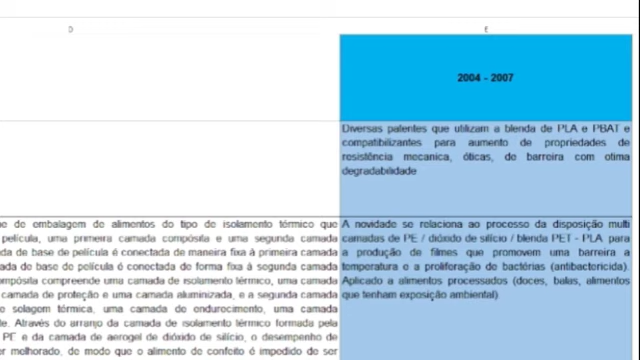 D
E
2004 - 2007
Diversas patentes que utilizam a blenda de PLA e PBAT e
compatibilizantes para aumento de propriedades de
resistência mecanica, óticas, de barreira com otima
degradabilidade
de embalagem de alimentos do tipo de isolamento térmico que
película, uma primeira camada compósita e uma segunda camada
da de base de película é conectada de maneira fixa à primeira camada
ada de base de película é conectada de forma fixa à segunda camada
mpósita compreende uma camada de isolamento térmico, uma camada
camada de proteção e uma camada aluminizada, e a segunda camada
e solagem térmica, uma camada de endurecimento, uma camada
te. Através do arranjo da camada de isolamento térmico formada pela
PE e da camada de aerogel de dióxido de silício, o desempenho de
er melhorado, de modo que o alimento de confeito é impedido de ser
A novidade se relaciona ao processo da disposição multi
camadas de PE / dióxido de silício / blenda PET - PLA para
a produção de filmes que promovem uma barreira a
temperatura e a proliferação de bactérias (antibactoricida).
Aplicado a alimentos processados (doces, balas, alimentos
que tenham exposição ambiental)